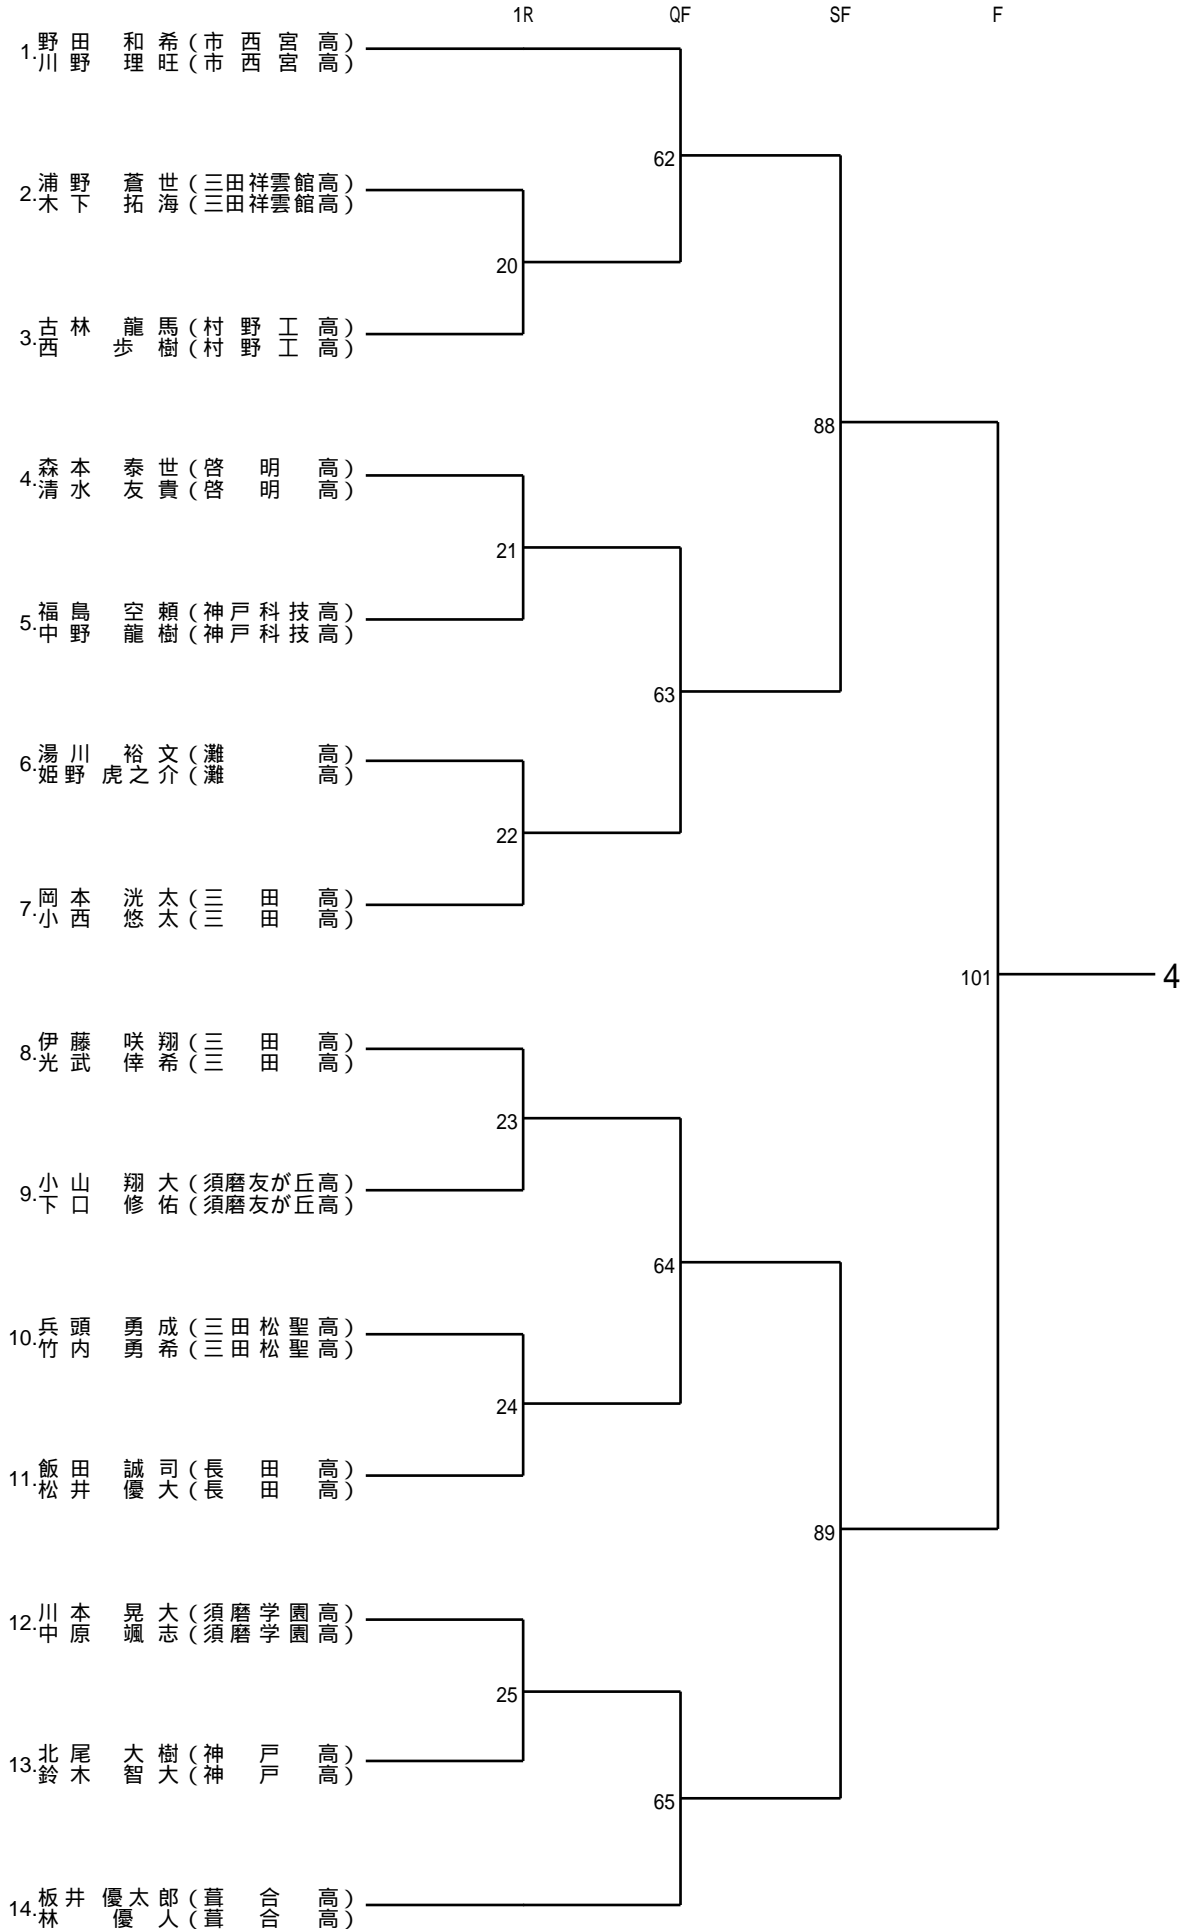 1R QF SF F
1. 野田 和希(市西宮高)
川野 理旺(市西宮高)
62
2. 浦野 蒼世(三田祥雲館高)
木下 拓海(三田祥雲館高)
20
3. 古林 龍馬(村野工高)
西 歩樹(村野工高)
88
4. 森本 泰世(啓明高)
清水 友貴(啓明高)
21
5. 福島 空頼(神戸科技高)
中野 龍樹(神戸科技高)
63
6. 湯川 裕文(灘高)
姫野 虎之介(灘高)
22
7. 岡本 洸太(三田高)
小西 悠太(三田高)
101 4
8. 伊藤 咲翔(三田高)
光武 倖希(三田高)
23
9. 小山 翔大(須磨友が丘高)
下口 修佑(須磨友が丘高)
64
10. 兵頭 勇成(三田松聖高)
竹内 勇希(三田松聖高)
24
11. 飯田 誠司(長田高)
松井 優大(長田高)
89
12. 川本 晃大(須磨学園高)
中原 颯志(須磨学園高)
25
13. 北尾 大樹(神戸高)
鈴木 智大(神戸高)
65
14. 板井 優太郎(葺合高)
林 優人(葺合高)